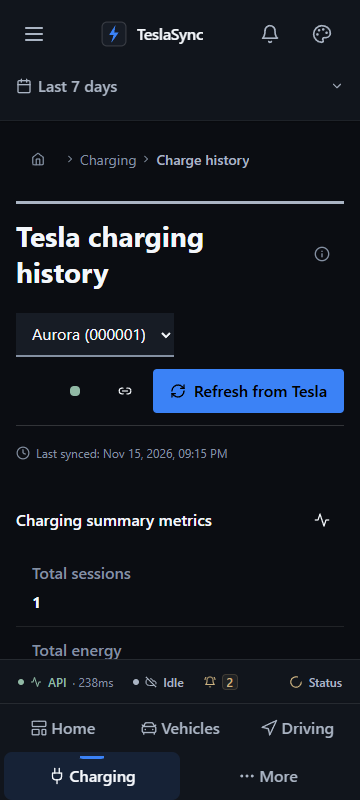 TeslaSync
Last 7 days
Charging
Charge history
Tesla charging
history
Aurora (000001)
Refresh from Tesla
Last synced: Nov 15, 2026, 09:15 PM
Charging summary metrics
Total sessions
1
Total energy
API · 238ms
Idle
2
Status
Home
Vehicles
Driving
Charging
More